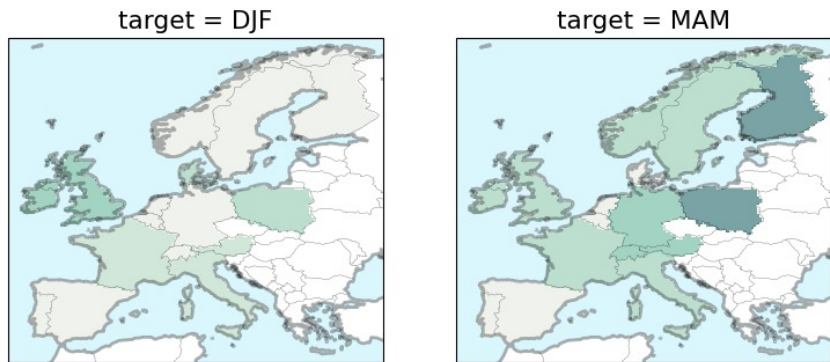 target = DJF
target = MAM